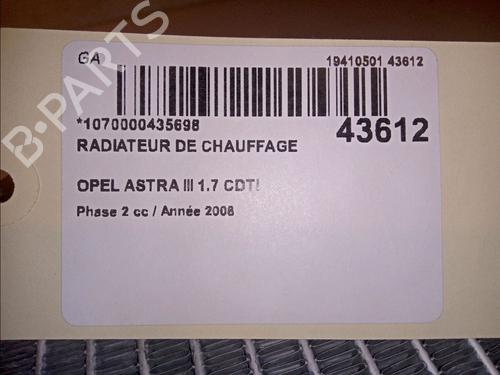 GA
19410501 43612
*1070000435698
43612
RADIATEUR DE CHAUFFAGE
OPEL ASTRA III 1.7 CDTI
Phase 2 cc / Année 2008
B-PARTS